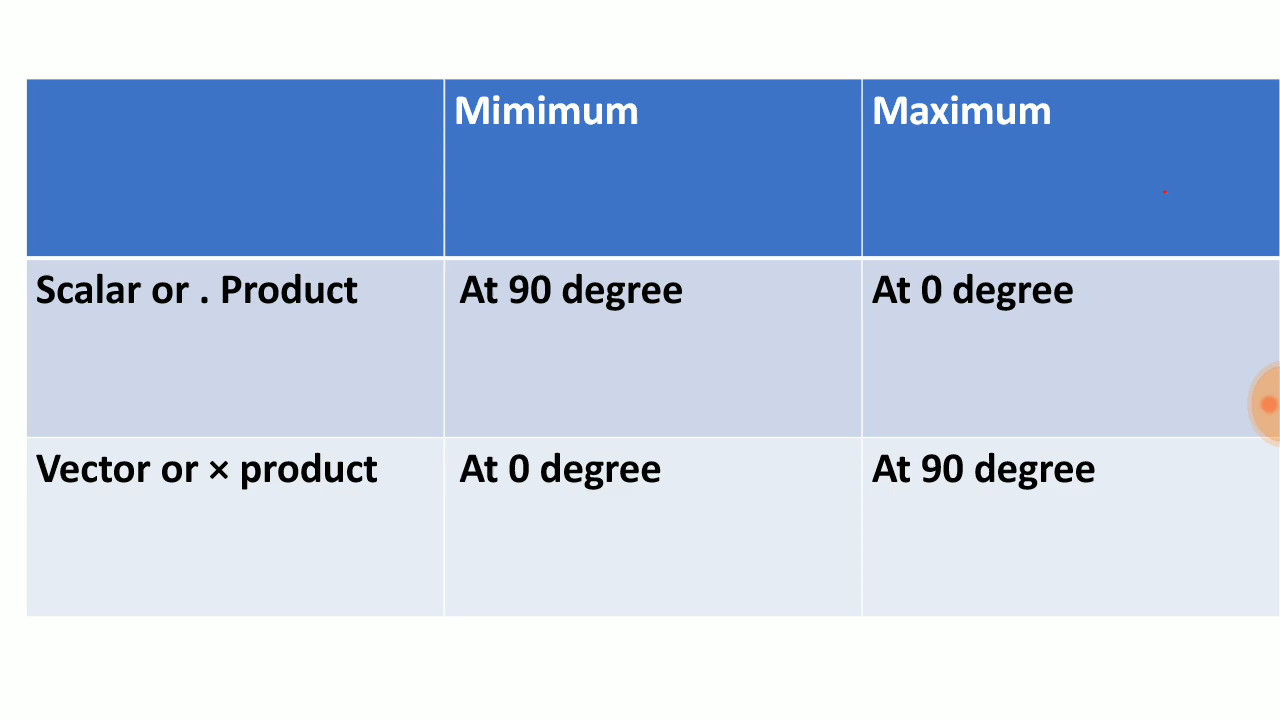 Mimimum
Maximum
Scalar or . Product
At 90 degree
At 0 degree
Vector or × product
At 0 degree
At 90 degree